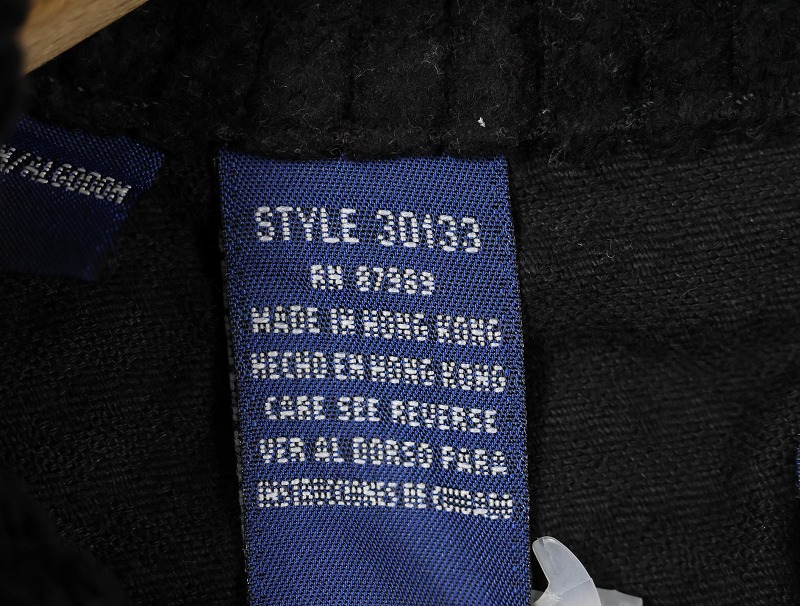 N/ALGODON
STYLE 30133
RN
MADE IN HONG KONG
HECHO EN HONG KONG
CARE SEE REVERSE
VER AL DORSO PARA
INSTRUCCIONES DE CUIDADO